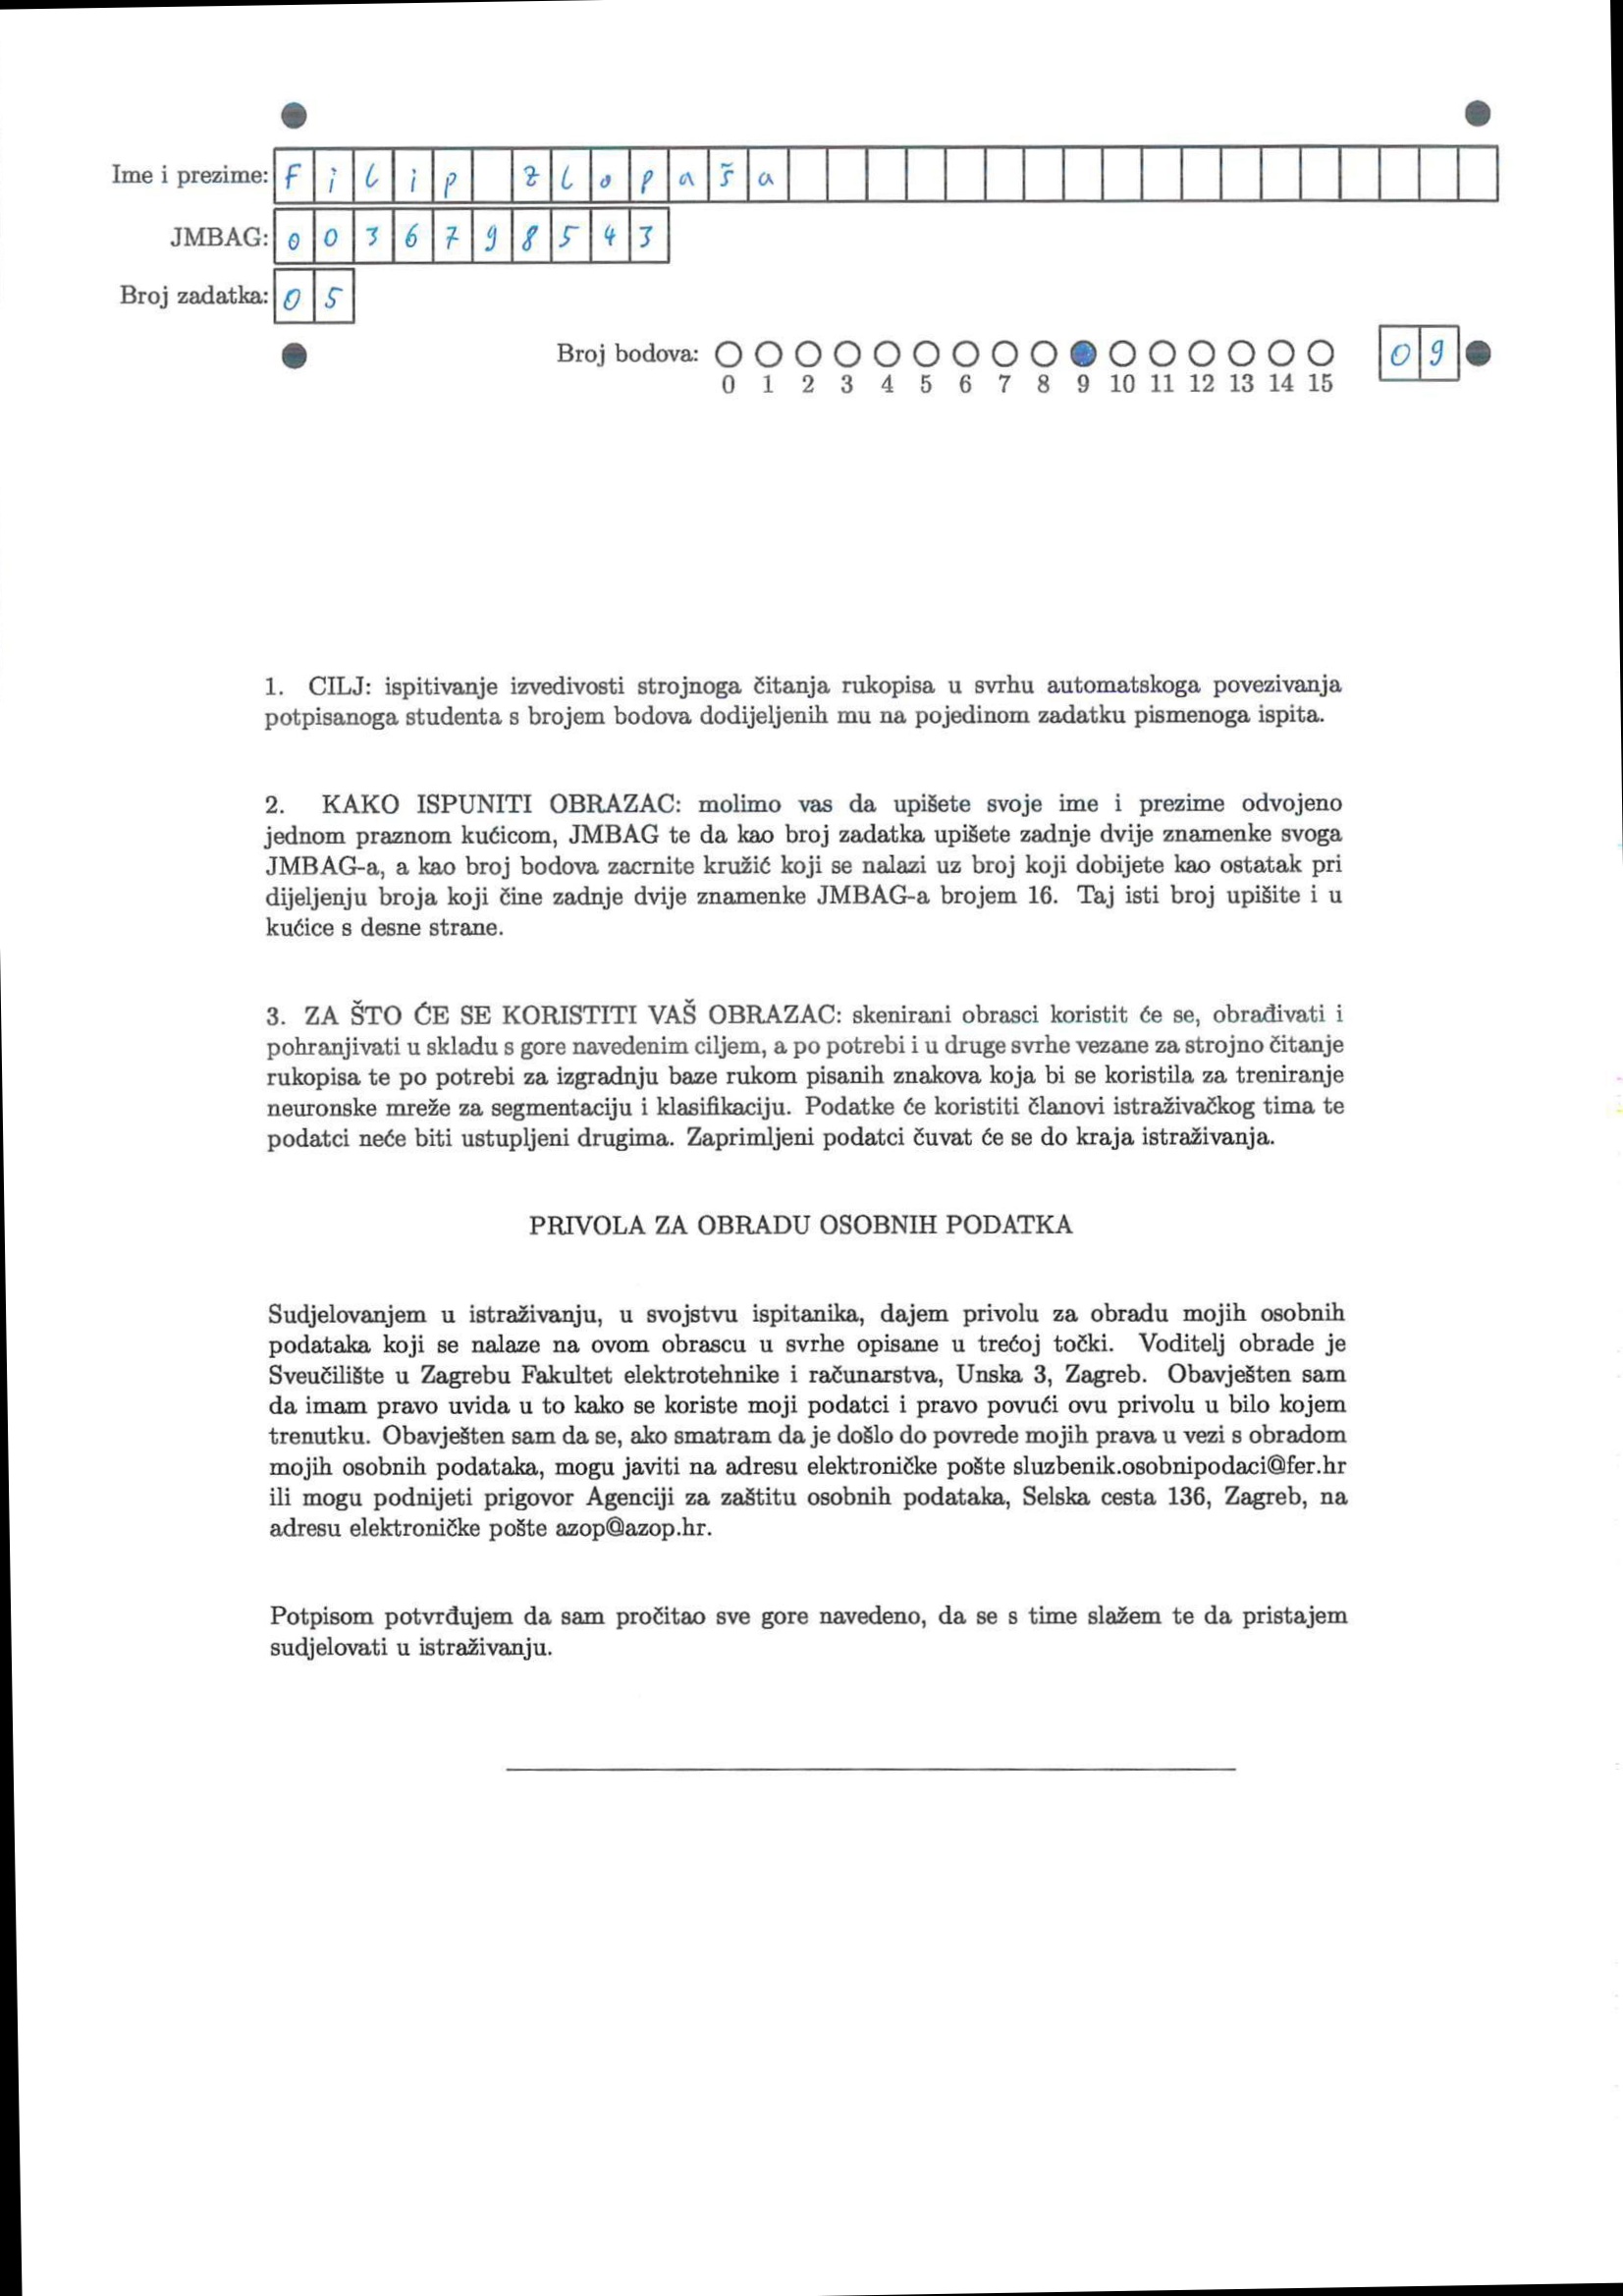 Ime i prezime: Filip Zlopaša
JMBAG: 0036798543
Broj zadatka: 05
Broj bodova: 09
0 1 2 3 4 5 6 7 8 9 10 11 12 13 14 15
1. CILJ: ispitivanje izvedivosti strojnoga čitanja rukopisa u svrhu automatskoga povezivanja
potpisanoga studenta s brojem bodova dodijeljenih mu na pojedinom zadatku pismenoga ispita.
2. KAKO ISPUNITI OBRAZAC: molimo vas da upišete svoje ime i prezime odvojeno
jednom praznom kućicom, JMBAG te da kao broj zadatka upišete zadnje dvije znamenke svoga
JMBAG-a, a kao broj bodova zacrnite kružić koji se nalazi uz broj koji dobijete kao ostatak pri
dijeljenju broja koji čine zadnje dvije znamenke JMBAG-a brojem 16. Taj isti broj upišite i u
kućice s desne strane.
3. ZA ŠTO ĆE SE KORISTITI VAŠ OBRAZAC: skenirani obrasci koristit će se, obrađivati i
pohranjivati u skladu s gore navedenim ciljem, a po potrebi i u druge svrhe vezane za strojno čitanje
rukopisa te po potrebi za izgradnju baze rukom pisanih znakova koja bi se koristila za treniranje
neuronske mreže za segmentaciju i klasifikaciju. Podatke će koristiti članovi istraživačkog tima te
podatci neće biti ustupljeni drugima. Zaprimljeni podatci čuvat će se do kraja istraživanja.
PRIVOLA ZA OBRADU OSOBNIH PODATKA
Sudjelovanjem u istraživanju, u svojstvu ispitanika, dajem privolu za obradu mojih osobnih
podataka koji se nalaze na ovom obrascu u svrhe opisane u trećoj točki. Voditelj obrade je
Sveučilište u Zagrebu Fakultet elektrotehnike i računarstva, Unska 3, Zagreb. Obavješten sam
da imam pravo uvida u to kako se koriste moji podatci i pravo povući ovu privolu u bilo kojem
trenutku. Obavješten sam da se, ako smatram da je došlo do povrede mojih prava u vezi s obradom
mojih osobnih podataka, mogu javiti na adresu elektroničke pošte sluzbenik.osobnipodaci@fer.hr
ili mogu podnijeti prigovor Agenciji za zaštitu osobnih podataka, Selska cesta 136, Zagreb, na
adresu elektroničke pošte azop@azop.hr.
Potpisom potvrđujem da sam pročitao sve gore navedeno, da se s time slažem te da pristajem
sudjelovati u istraživanju.